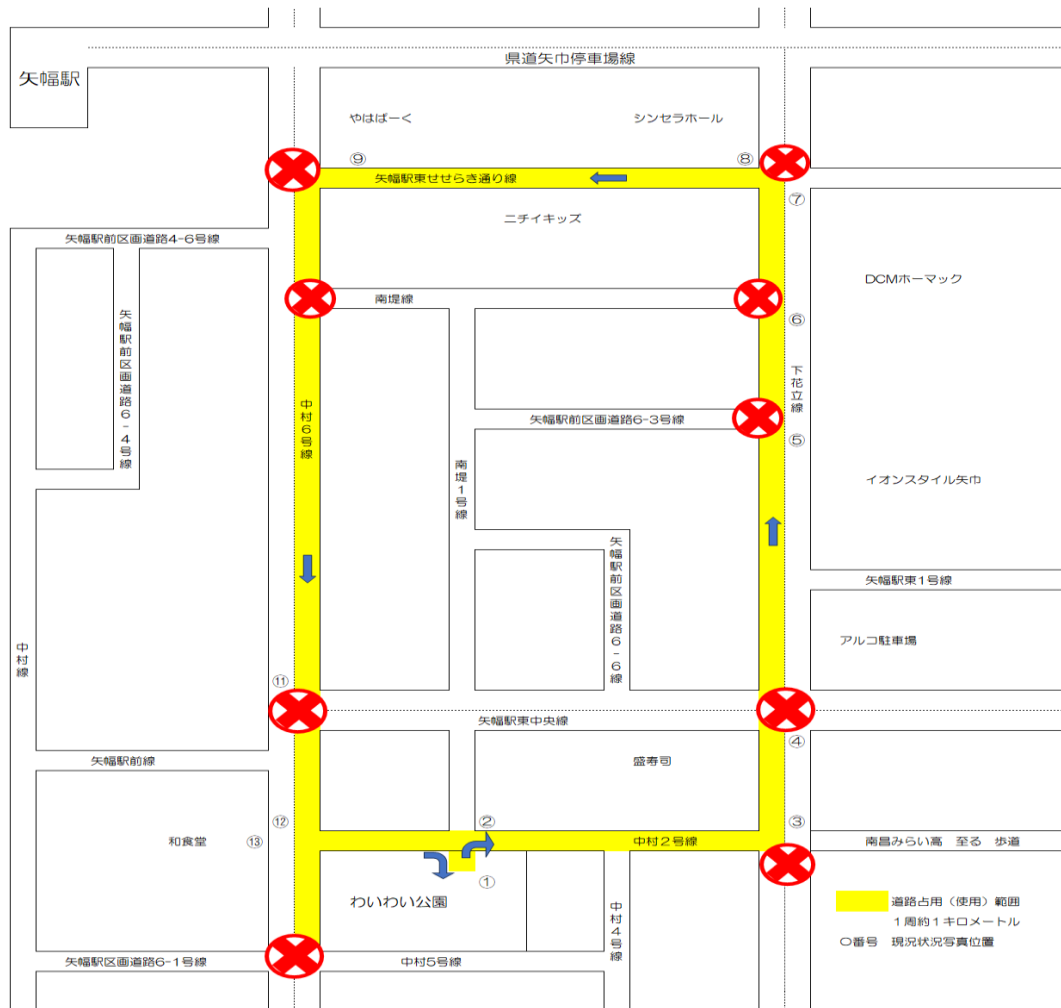 県道矢巾停車場線
矢幅駅
やはぱーく
シンセラホール
⑨
⑧
矢幅駅東せせらぎ通り線
⑦
ニチイキッズ
矢幅駅前区画道路4-6号線
DCMホーマック
南堤線
⑥
矢幅駅前区画道路6-4号線
下花立線
中村6号線
矢幅駅前区画道路6-3号線
⑤
南堤1号線
イオンスタイル矢巾
矢幅駅前区画道路6-6号線
矢幅駅東1号線
中村線
アルコ駐車場
⑪
矢幅駅東中央線
④
矢幅駅前線
盛寿司
⑫
②
③
和食堂
⑬
中村2号線
南昌みらい高 至る 歩道
①
わいわい公園
中村4号線
道路占用（使用）範囲
1周約1キロメートル
○番号 現況状況写真位置
矢幅駅区画道路6-1号線
中村5号線